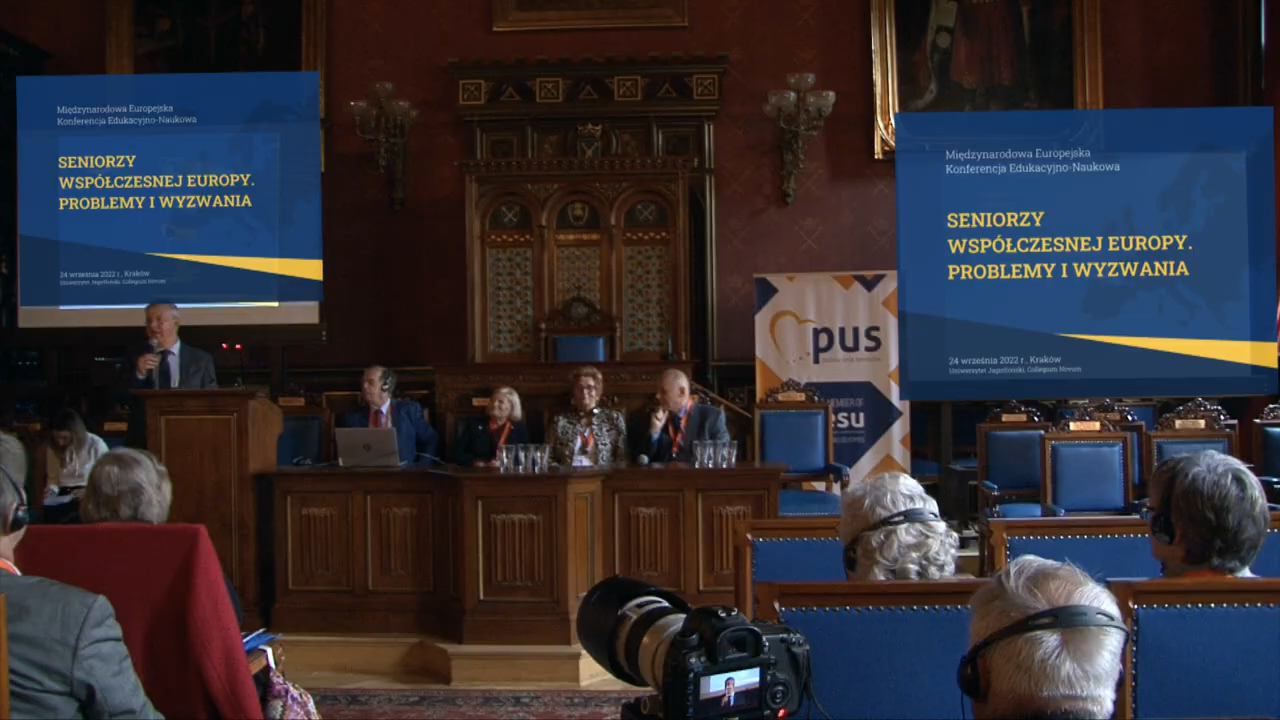 Międzynarodowa Europejska
Konferencja Edukacyjno-Naukowa
SENIORZY
WSPÓŁCZESNEJ EUROPY.
PROBLEMY I WYZWANIA
24 września 2022 r., Kraków
Uniwersytet Jagielloński, Collegium Novum
pus
A MEMBER OF
esu
Międzynarodowa Europejska
Konferencja Edukacyjno-Naukowa
SENIORZY
WSPÓŁCZESNEJ EUROPY.
PROBLEMY I WYZWANIA
24 września 2022 r., Kraków
Uniwersytet Jagielloński, Collegium Novum